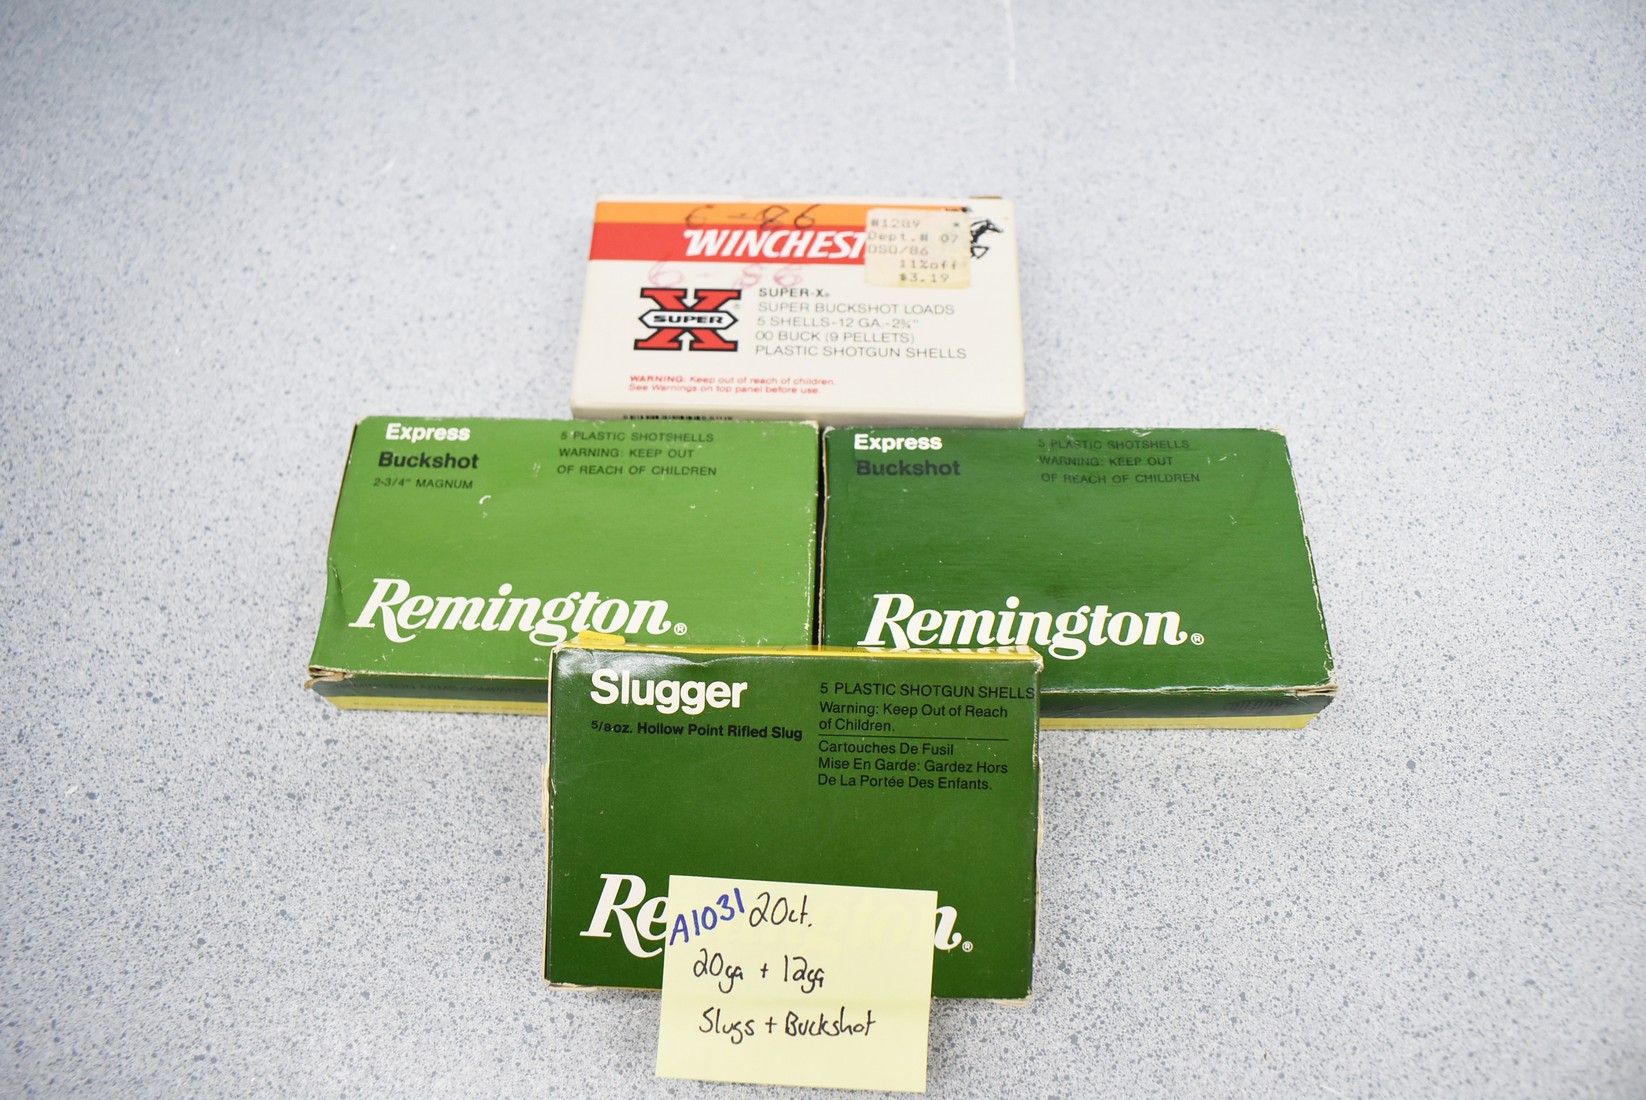 6-86
WINCHEST
#1289 *
Dept.# 07
DSG/86
11%off
$3.19
6-86
SUPER
SUPER-X®
SUPER BUCKSHOT LOADS
5 SHELLS-12 GA.-2¾"
00 BUCK (9 PELLETS)
PLASTIC SHOTGUN SHELLS
WARNING: Keep out of reach of children.
See Warnings on top panel before use.
Express
Buckshot
2-3/4" MAGNUM
5 PLASTIC SHOTSHELLS
WARNING: KEEP OUT
OF REACH OF CHILDREN
Remington®
Express
Buckshot
5 PLASTIC SHOTSHELLS
WARNING: KEEP OUT
OF REACH OF CHILDREN
Remington®
Slugger
5/8 oz. Hollow Point Rifled Slug
5 PLASTIC SHOTGUN SHELLS
Warning: Keep Out of Reach
of Children.
Cartouches De Fusil
Mise En Garde: Gardez Hors
De La Portée Des Enfants.
Remington®
A1031 20ct.
20ga + 12ga
Slugs + Buckshot